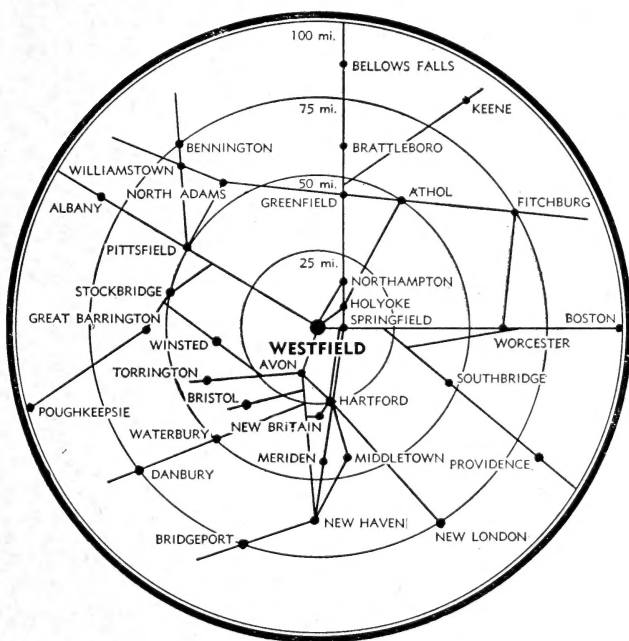 100 mi.
BELLOWS FALLS
75 mi.
KEENE
BENNINGTON
BRATTLEBORO
WILLIAMSTOWN
50 mi.
NORTH ADAMS
ATHOL
ALBANY
GREENFIELD
FITCHBURG
PITTSFIELD
25 mi.
NORTHAMPTON
STOCKBRIDGE
HOLYOKE
GREAT BARRINGTON
SPRINGFIELD
BOSTON
WINSTED
WESTFIELD
WORCESTER
AVON
TORRINGTON
SOUTHBRIDGE
BRISTOL
HARTFORD
POUGHKEEPSIE
NEW BRITAIN
WATERBURY
MERIDEN
MIDDLETOWN
PROVIDENCE
DANBURY
NEW HAVEN
BRIDGEPORT
NEW LONDON